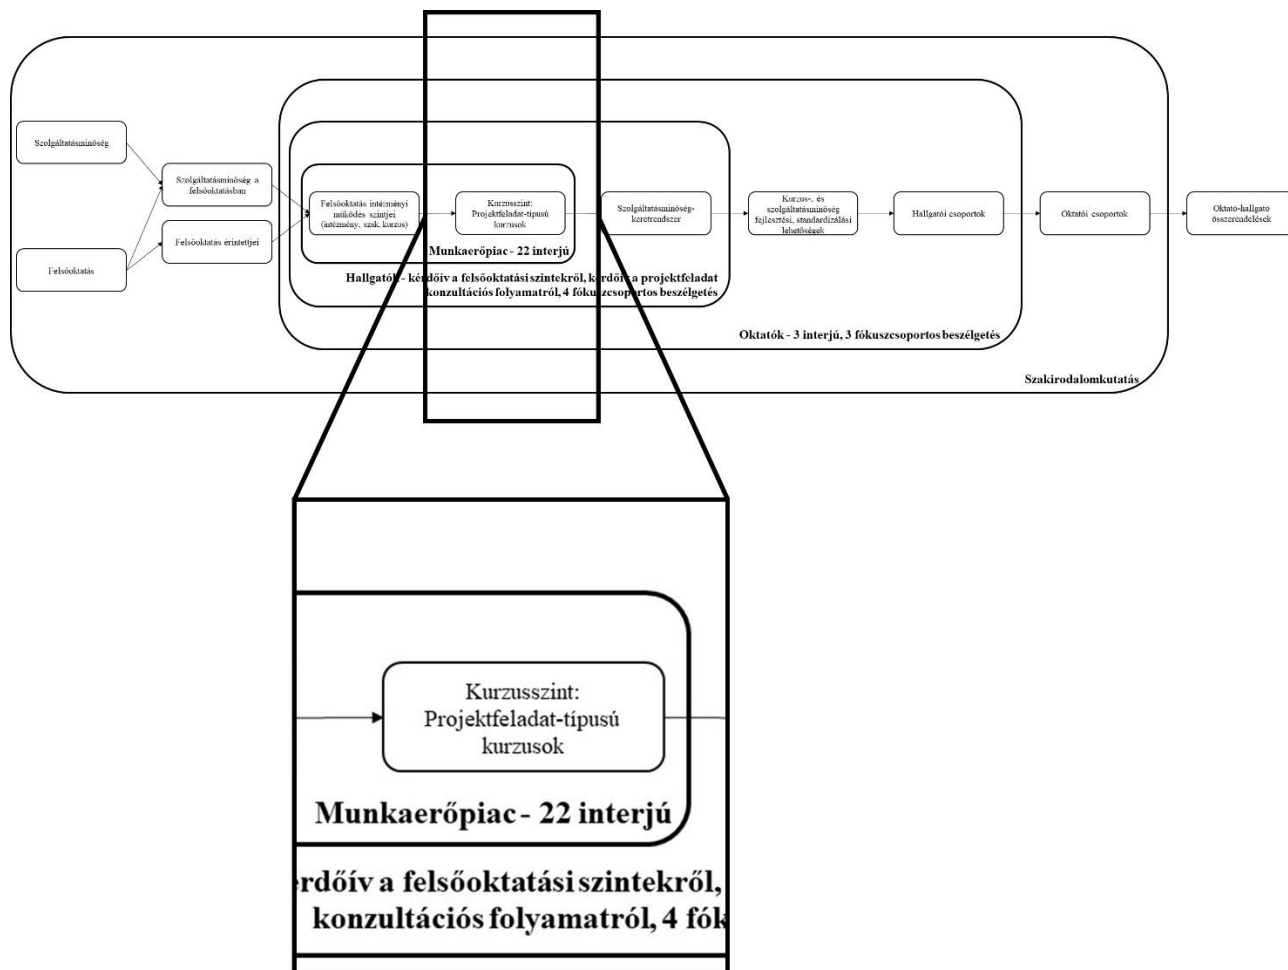 Szolgáltatásminőség
Felsőoktatás
Szolgáltatásminőség a
felsőoktatásban
Felsőoktatás érintettjei
Felsőoktatás intézményi
működés szintjei
(intézmény, szak, kurzus)
Kurzusszint:
Projektfeladat-típusú
kurzusok
Szolgáltatásminőség-
keretrendszer
Kurzus-, és
szolgáltatásminőség
fejlesztési, standardizálási
lehetőségek
Hallgatói csoportok
Oktatói csoportok
Oktató-hallgató
összerendelések
Munkaerőpiac - 22 interjú
Hallgatók - kérdőív a felsőoktatási szintekről, kérdőív a projektfeladat
konzultációs folyamatról, 4 fókuszcsoportos beszélgetés
Oktatók - 3 interjú, 3 fókuszcsoportos beszélgetés
Szakirodalomkutatás
Kurzusszint:
Projektfeladat-típusú
kurzusok
Munkaerőpiac - 22 interjú
érdőív a felsőoktatási szintekről,
konzultációs folyamatról, 4 fók